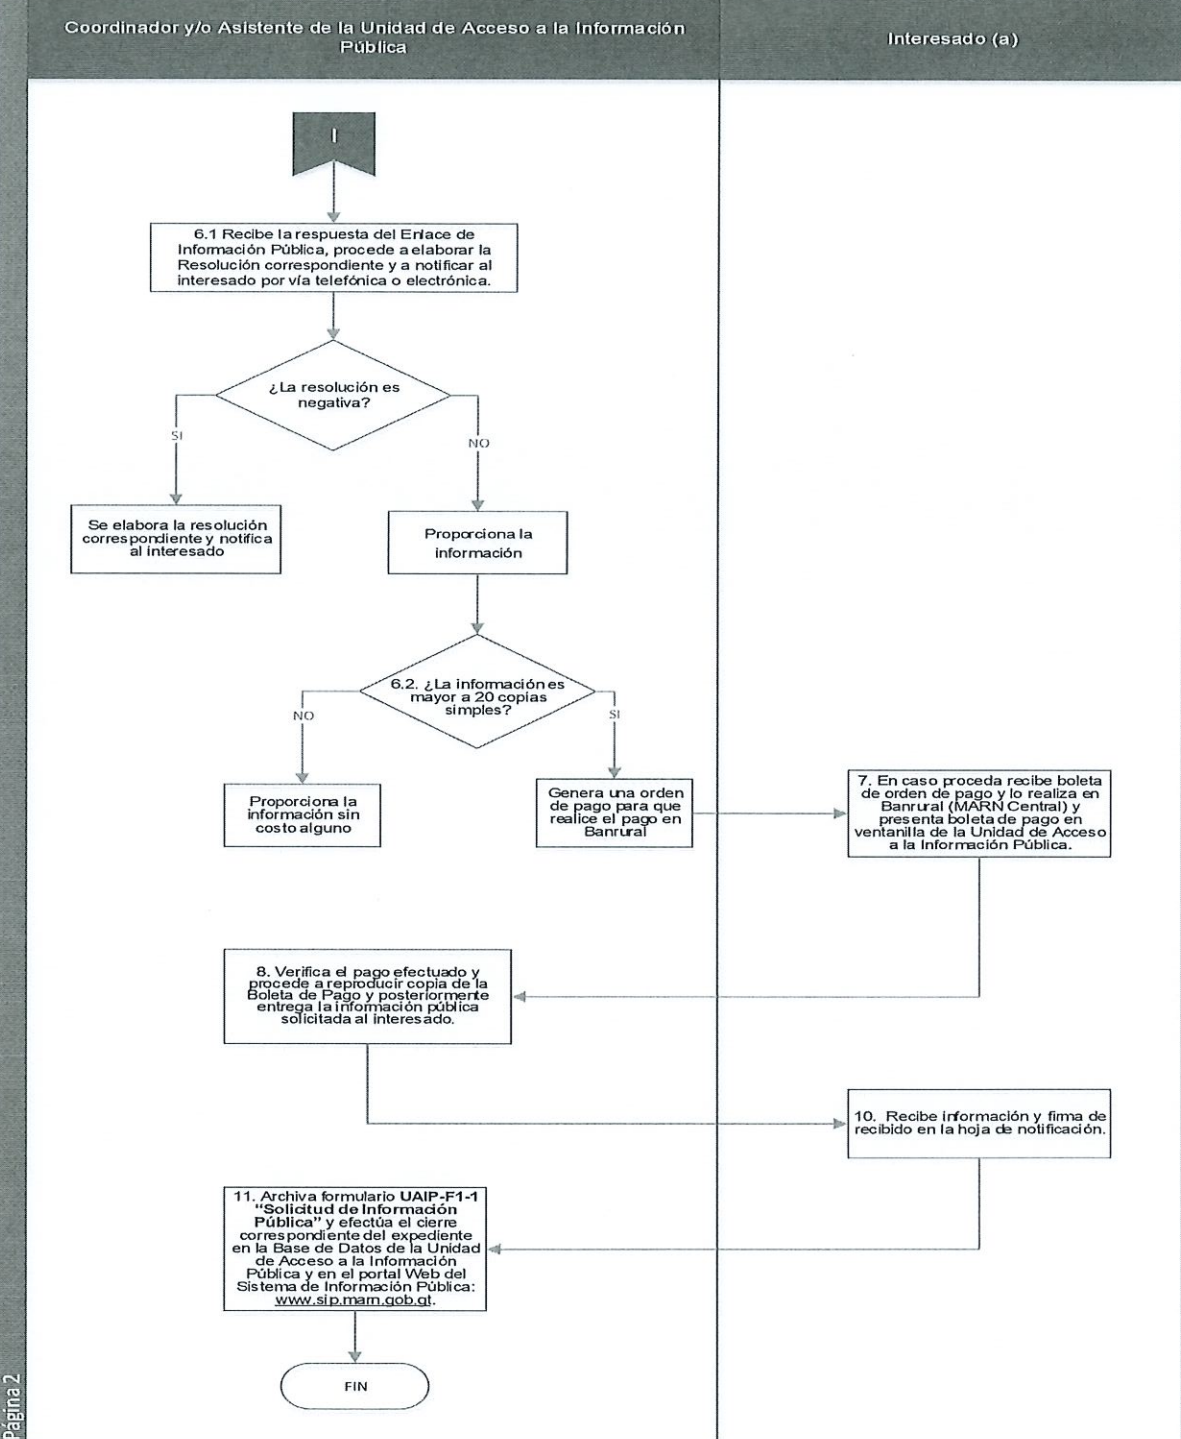 Coordinador y/o Asistente de la Unidad de Acceso a la Información
Pública
Interesado (a)
I
6.1 Recibe la respuesta del Enlace de
Información Pública, procede a elaborar la
Resolución correspondiente y a notificar al
interesado por vía telefónica o electrónica.
¿La resolución es
negativa?
SI
NO
Se elabora la resolución
correspondiente y notifica
al interesado
Proporciona la
información
6.2. ¿La información es
mayor a 20 copias
simples?
NO
SI
Proporciona la
información sin
costo alguno
Genera una orden
de pago para que
realice el pago en
Banrural
7. En caso proceda recibe boleta
de orden de pago y lo realiza en
Banrural (MARN Central) y
presenta boleta de pago en
ventanilla de la Unidad de Acceso
a la Información Pública.
8. Verifica el pago efectuado y
procede a reproducir copia de la
Boleta de Pago y posteriormente
entrega la información pública
solicitada al interesado.
10. Recibe información y firma de
recibido en la hoja de notificación.
11. Archiva formulario UAIP-F1-1
“Solicitud de Información
Pública” y efectúa el cierre
correspondiente del expediente
en la Base de Datos de la Unidad
de Acceso a la Información
Pública y en el portal Web del
Sistema de Información Pública:
www.sip.marn.gob.gt.
FIN
Página 2